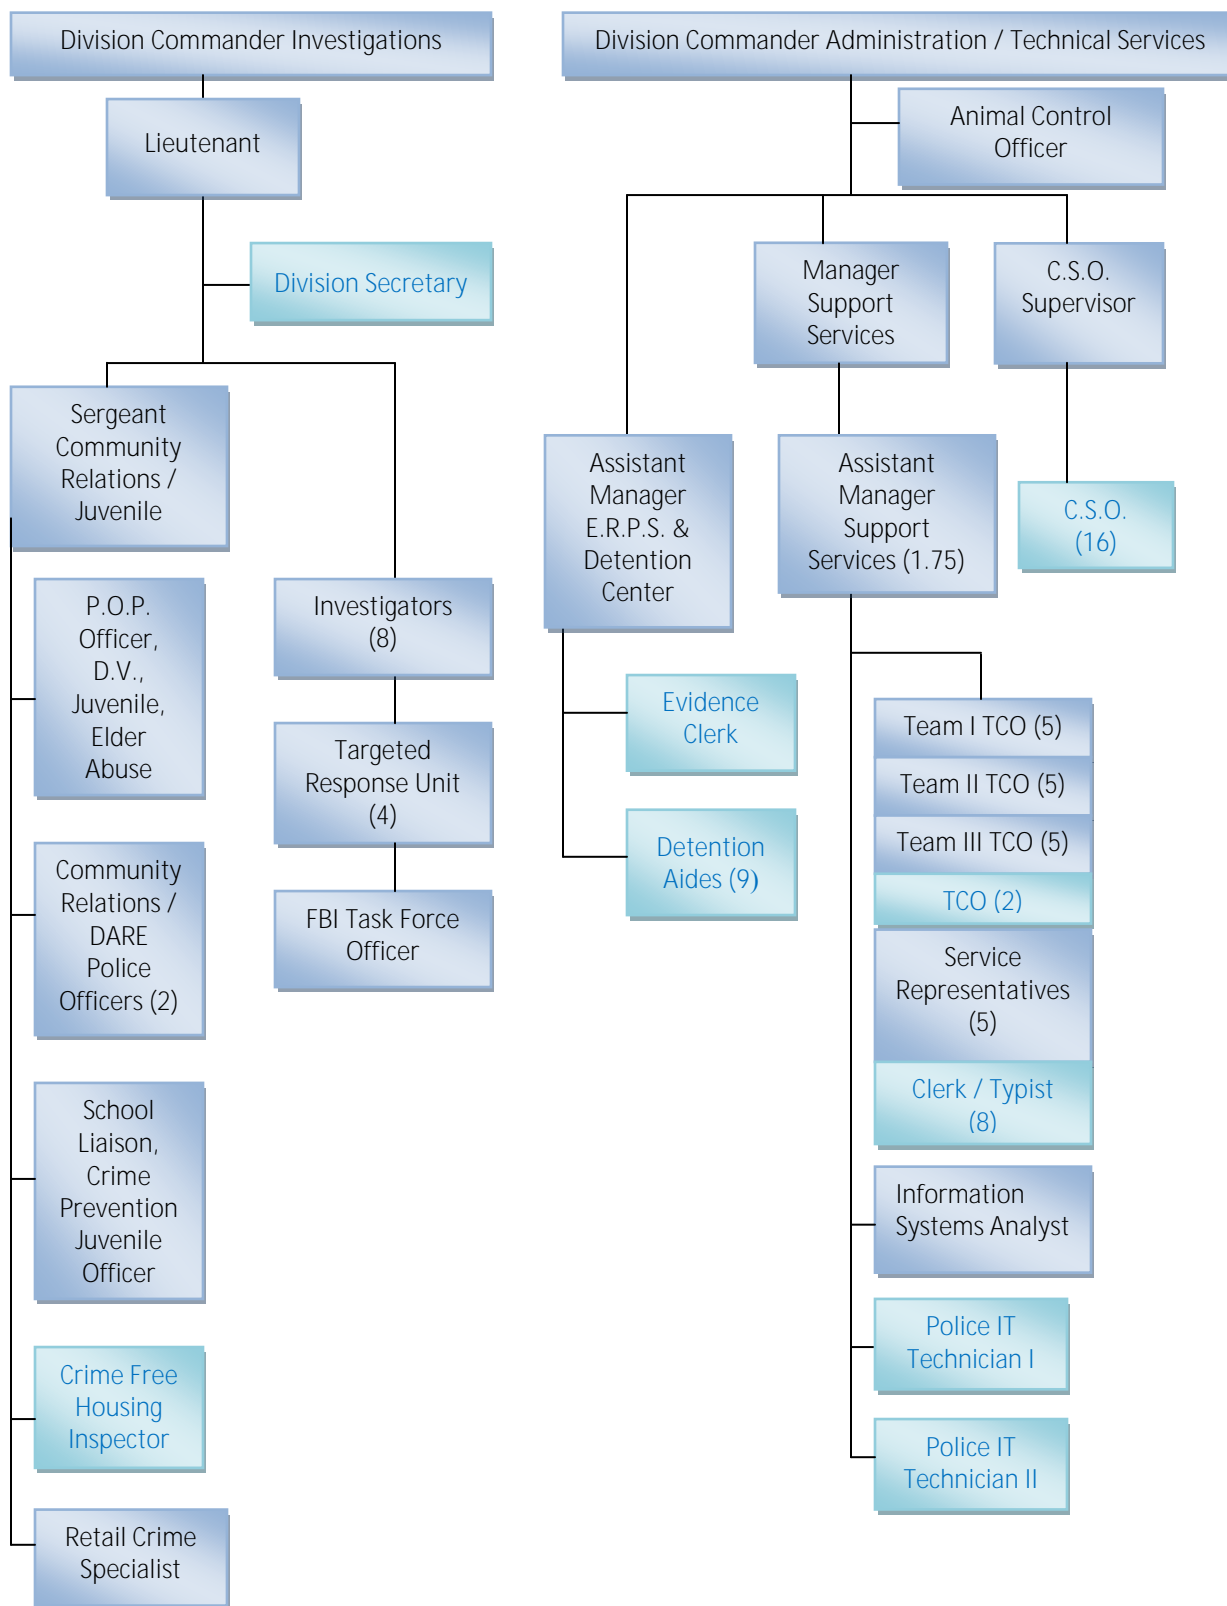 Division Commander Investigations
Lieutenant
Division Secretary
Sergeant
Community
Relations /
Juvenile
P.O.P.
Officer,
D.V.,
Juvenile,
Elder
Abuse
Community
Relations /
DARE
Police
Officers (2)
School
Liaison,
Crime
Prevention
Juvenile
Officer
Crime Free
Housing
Inspector
Retail Crime
Specialist
Investigators
(8)
Targeted
Response Unit
(4)
FBI Task Force
Officer
Division Commander Administration / Technical Services
Animal Control
Officer
Assistant
Manager
E.R.P.S. &
Detention
Center
Evidence
Clerk
Detention
Aides (9)
Manager
Support
Services
Assistant
Manager
Support
Services (1.75)
Team I TCO (5)
Team II TCO (5)
Team III TCO (5)
TCO (2)
Service
Representatives
(5)
Clerk / Typist
(8)
Information
Systems Analyst
Police IT
Technician I
Police IT
Technician II
C.S.O.
Supervisor
C.S.O.
(16)